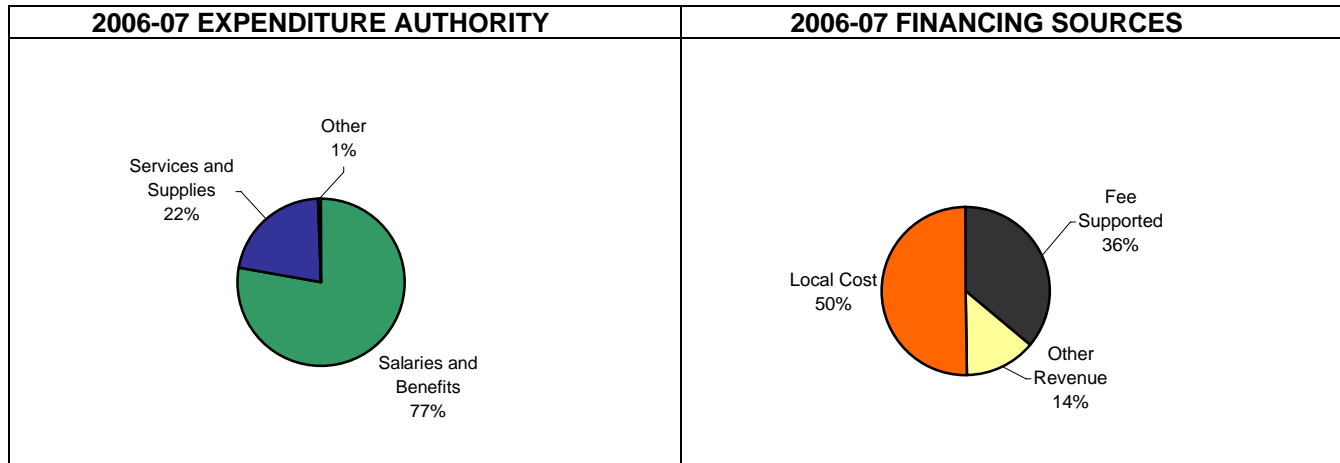 2006-07 EXPENDITURE AUTHORITY
Other
1%
Services and
Supplies
22%
Salaries and
Benefits
77%
2006-07 FINANCING SOURCES
Fee
Supported
36%
Local Cost
50%
Other
Revenue
14%